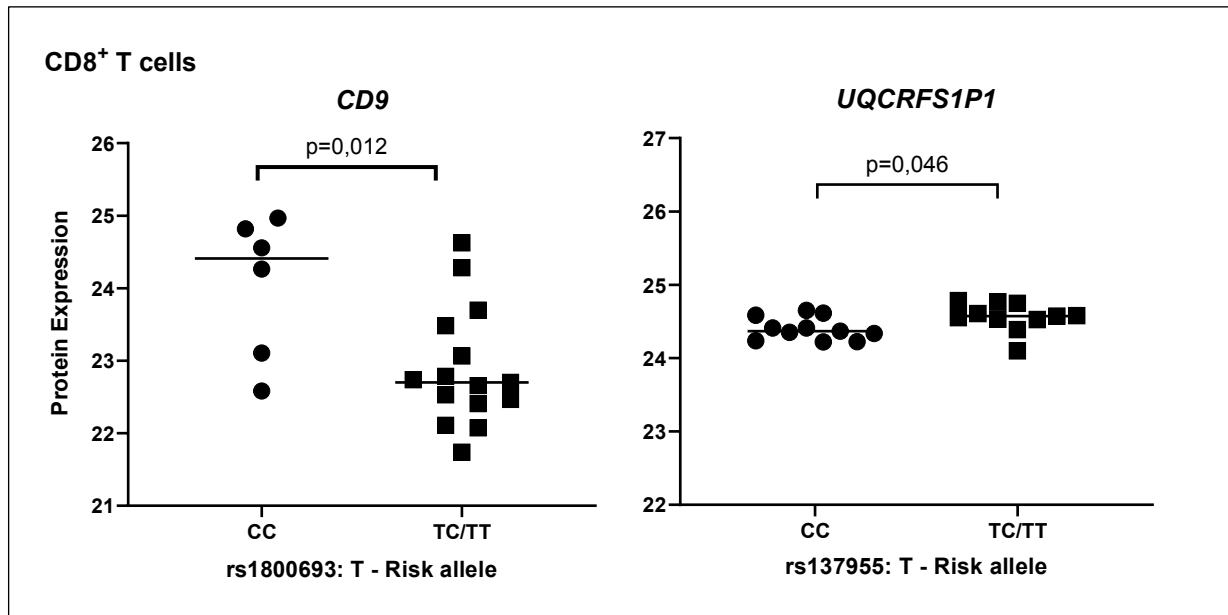 CD8⁺ T cells
CD9
p=0,012
Protein Expression
26
25
24
23
22
21
CC
TC/TT
rs1800693: T - Risk allele
UQCRFS1P1
p=0,046
27
26
25
24
23
22
CC
TC/TT
rs137955: T - Risk allele